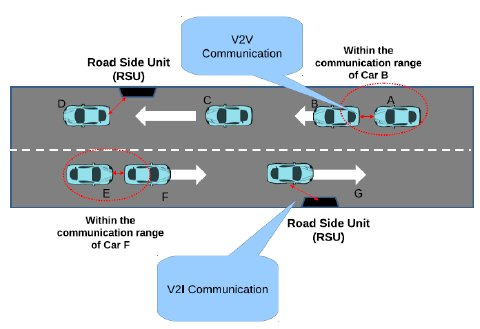 V2V
Communication
Within the
communication range
of Car B
Road Side Unit
(RSU)
D
C
B
A
E
F
G
Within the
communication range
of Car F
Road Side Unit
(RSU)
V2I Communication